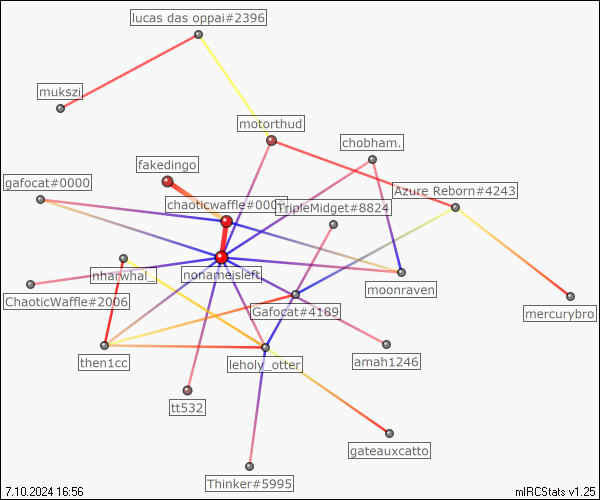 lucas das oppai#2396
mukszi
motorthud
chobham.
fakedingo
gafocat#0000
Azure Reborn#4243
chaoticwaffle#000
TripleMidget#8824
nharwhal_
nonameisleft
moonraven
ChaoticWaffle#2006
Gafocat#4189
mercurybro
then1cc
leholy_otter
amah1246
tt532
gateauxcatto
Thinker#5995
7.10.2024 16:56
mIRCStats v1.25